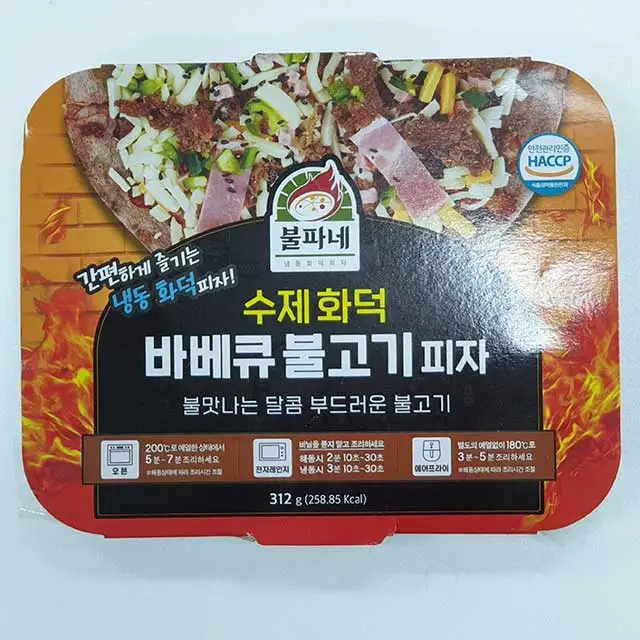 안전관리인증
HACCP
식품의약품안전처
불파네
냉동화덕피자
간편하게 즐기는
냉동 화덕피자!
수제 화덕
바베큐 불고기 피자
불맛나는 달콤 부드러운 불고기
오븐
200℃로 예열한 상태에서
5분~7분 조리하세요
※해동상태에 따라 조리시간 조절
전자레인지
비닐을 뜯지 말고 조리하세요
해동시 2분 10초~30초
냉동시 3분 10초~30초
에어프라이
별도의 예열없이 180℃로
3분~5분 조리하세요
※해동상태에 따라 조리시간 조절
312 g (258.85 Kcal)